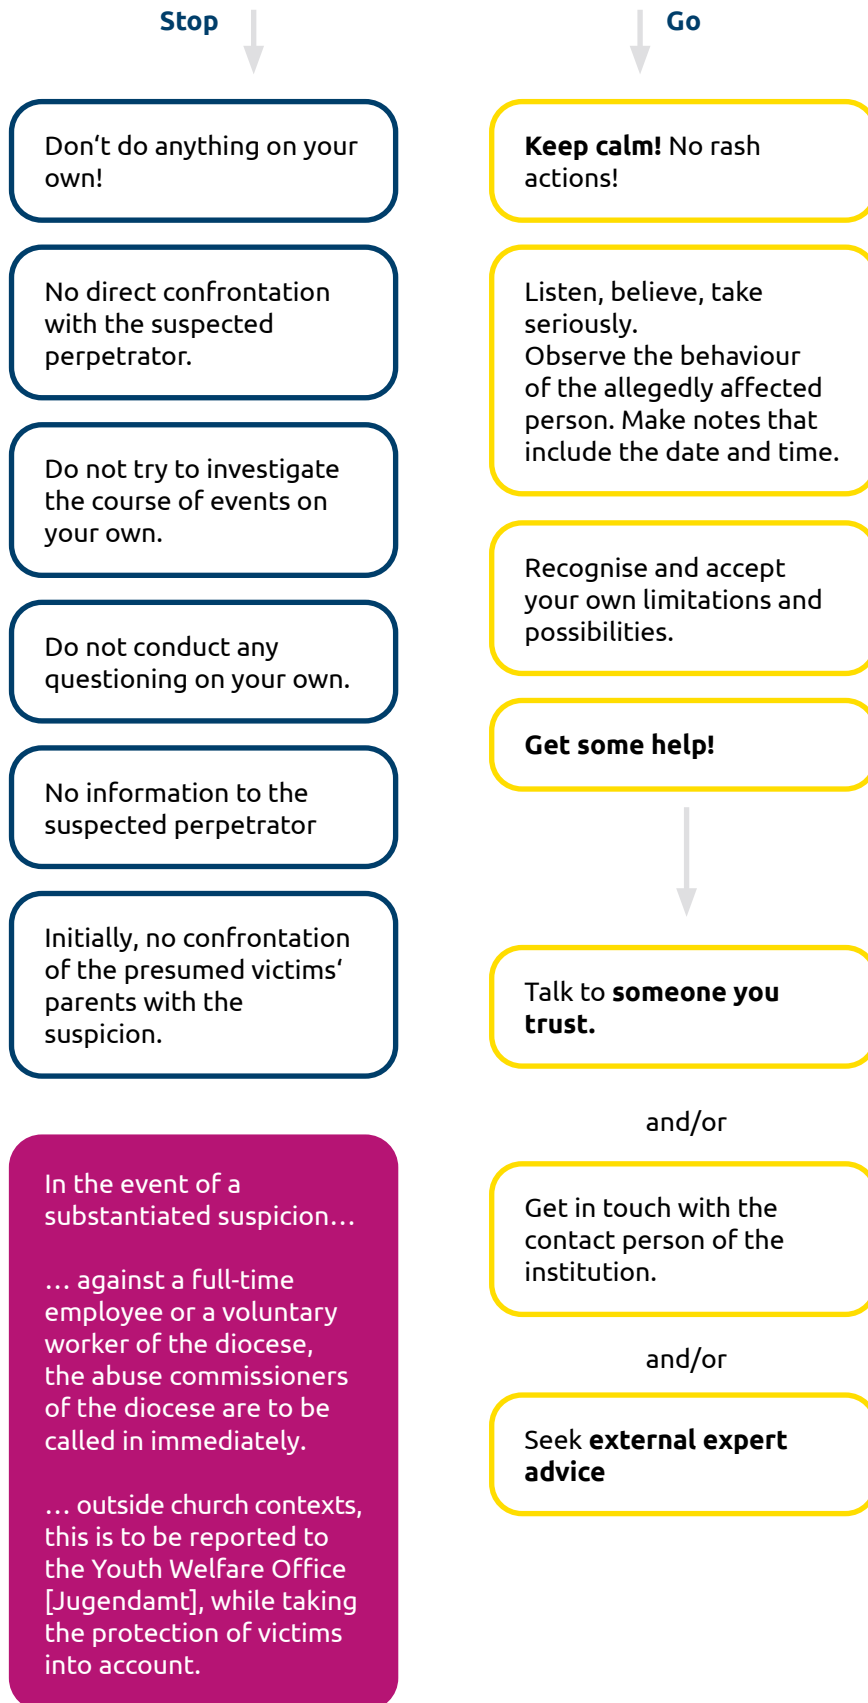 Stop
Don‘t do anything on your
own!
No direct confrontation
with the suspected
perpetrator.
Do not try to investigate
the course of events on
your own.
Do not conduct any
questioning on your own.
No information to the
suspected perpetrator
Initially, no confrontation
of the presumed victims‘
parents with the
suspicion.
In the event of a
substantiated suspicion…
… against a full-time
employee or a voluntary
worker of the diocese,
the abuse commissioners
of the diocese are to be
called in immediately.
… outside church contexts,
this is to be reported to
the Youth Welfare Office
[Jugendamt], while taking
the protection of victims
into account.
Go
Keep calm! No rash
actions!
Listen, believe, take
seriously.
Observe the behaviour
of the allegedly affected
person. Make notes that
include the date and time.
Recognise and accept
your own limitations and
possibilities.
Get some help!
Talk to someone you
trust.
and/or
Get in touch with the
contact person of the
institution.
and/or
Seek external expert
advice